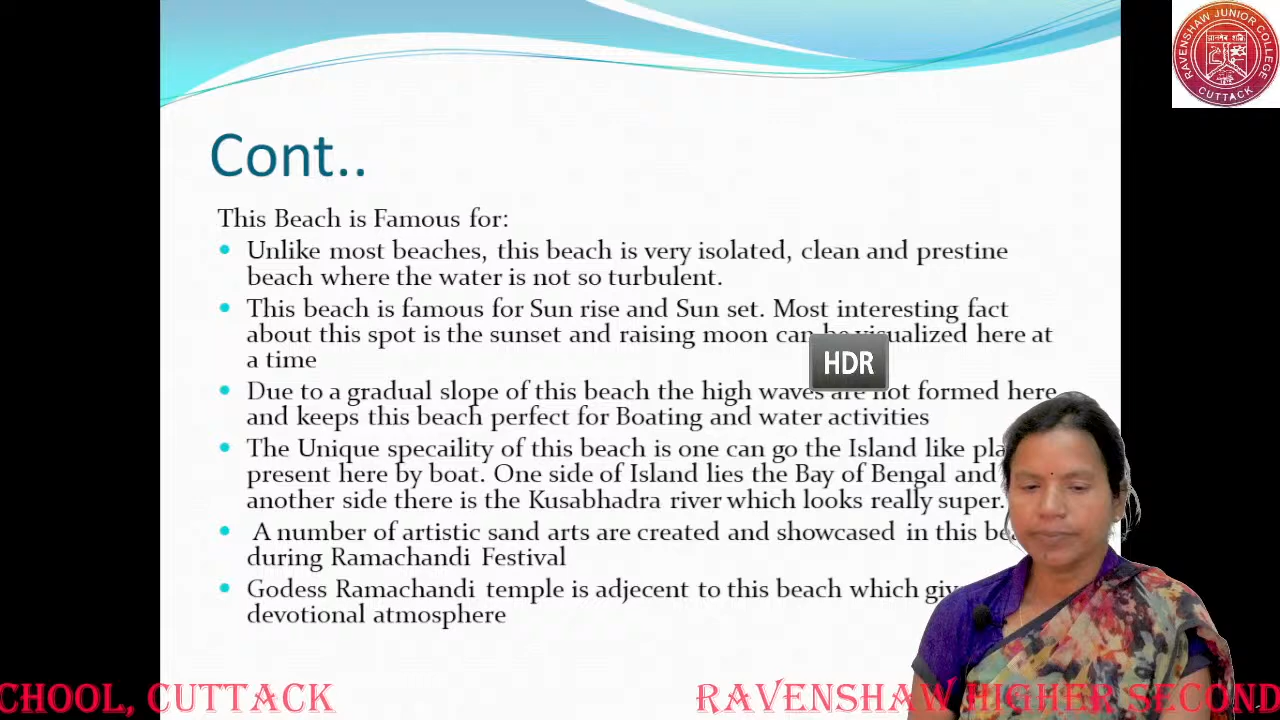 RAVENSHAW JUNIOR COLLEGE
CUTTACK
Cont..
This Beach is Famous for:
Unlike most beaches, this beach is very isolated, clean and prestine
beach where the water is not so turbulent.
This beach is famous for Sun rise and Sun set. Most interesting fact
about this spot is the sunset and raising moon can be visualized here at
a time
HDR
Due to a gradual slope of this beach the high waves are not formed here
and keeps this beach perfect for Boating and water activities
The Unique specaility of this beach is one can go the Island like
present here by boat. One side of Island lies the Bay of Bengal and
another side there is the Kusabhadra river which looks really super.
A number of artistic sand arts are created and showcased in this
during Ramachandi Festival
Godess Ramachandi temple is adjecent to this beach which
devotional atmosphere
CHOOL, CUTTACK RAVENSHAW HIGHER SECOND